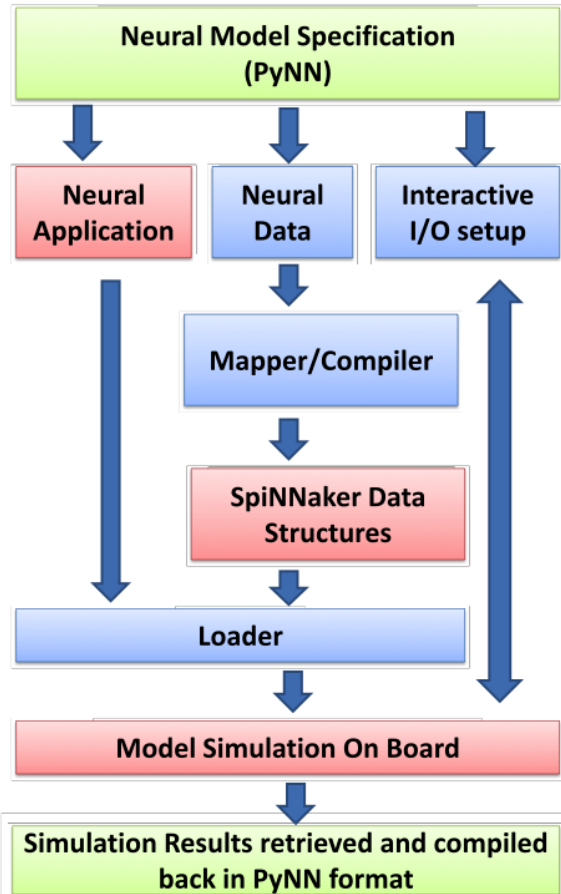 Neural Model Specification
(PyNN)
Neural
Application
Neural
Data
Interactive
I/O setup
Mapper/Compiler
SpiNNaker Data
Structures
Loader
Model Simulation On Board
Simulation Results retrieved and compiled
back in PyNN format